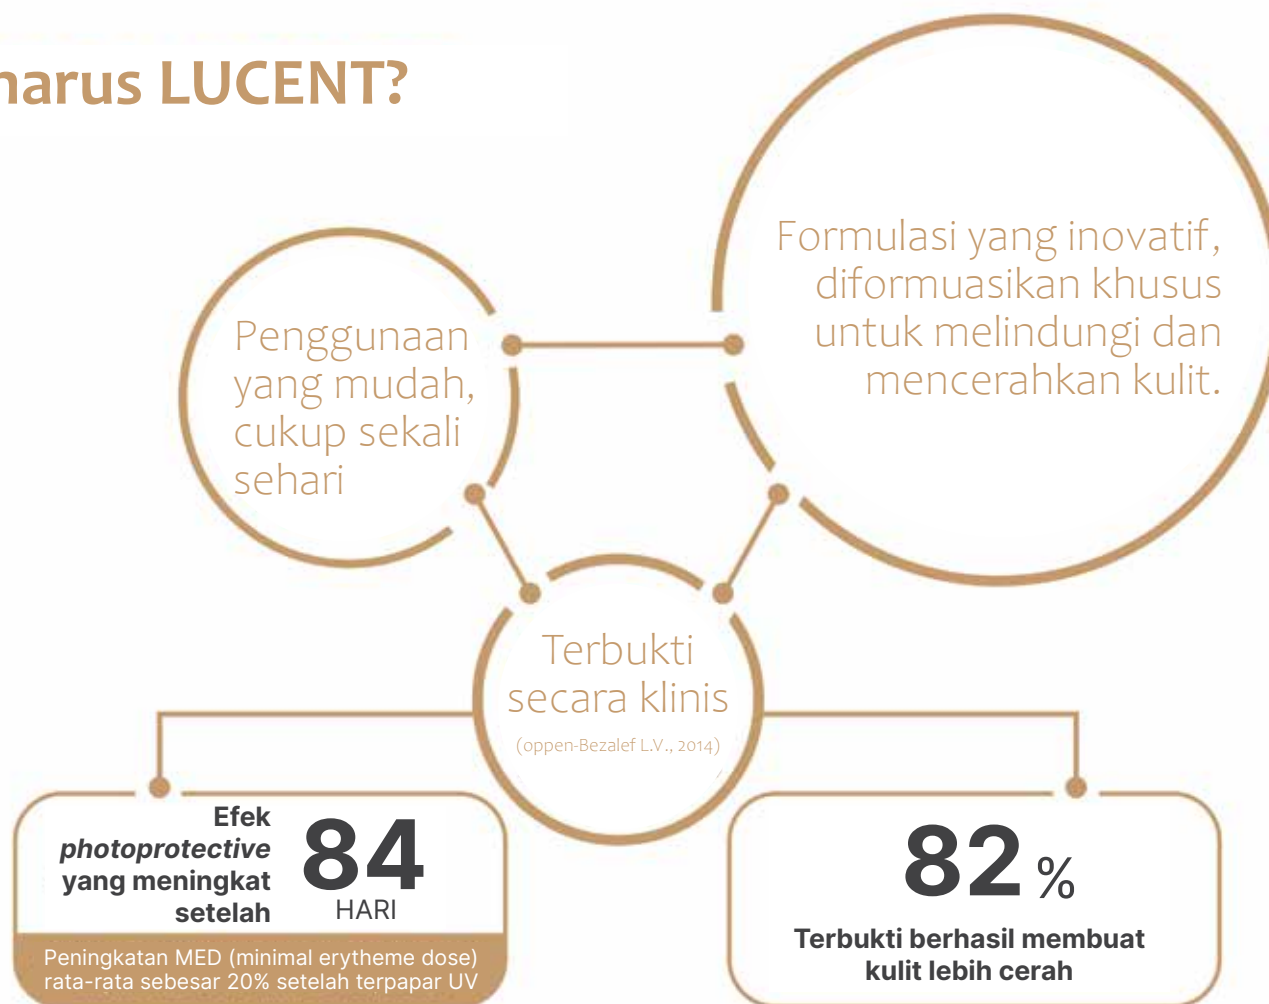 harus LUCENT?
Penggunaan
yang mudah,
cukup sekali
sehari
Formulasi yang inovatif,
diformuasikan khusus
untuk melindungi dan
mencerahkan kulit.
Terbukti
secara klinis
(oppen-Bezalef L.V., 2014)
Efek
photoprotective
yang meningkat
setelah
84
HARI
Peningkatan MED (minimal erytheme dose)
rata-rata sebesar 20% setelah terpapar UV
82 %
Terbukti berhasil membuat
kulit lebih cerah